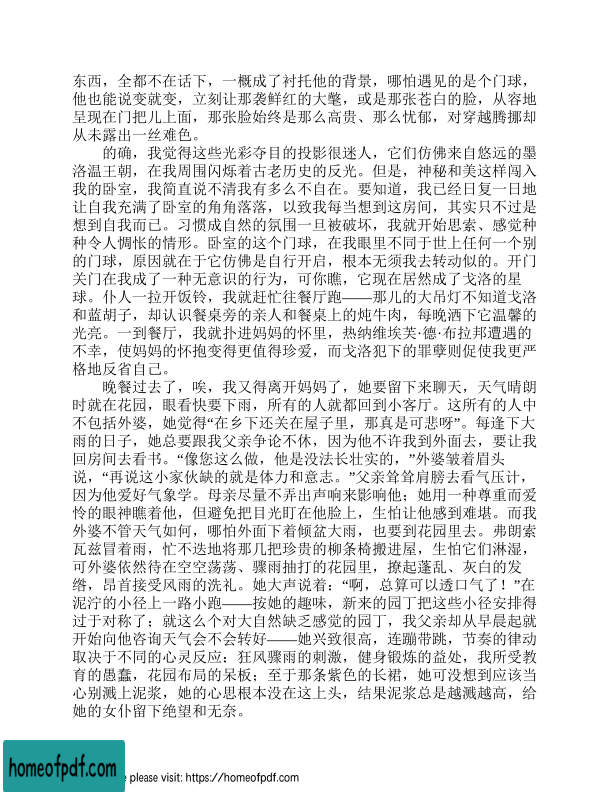 东西，全都不在话下，一概成了衬托他的背景，哪怕遇见的是个门球，
他也能说变就变，立刻让那袭鲜红的大氅，或是那张苍白的脸，从容地
呈现在门把儿上面，那张脸始终是那么高贵、那么忧郁，对穿越腾挪却
从未露出一丝难色。
的确，我觉得这些光彩夺目的投影很迷人，它们仿佛来自悠远的墨
洛温王朝，在我周围闪烁着古老历史的反光。但是，神秘和美这样闯入
我的卧室，我简直说不清我有多么不自在。要知道，我已经日复一日地
让自我充满了卧室的角角落落，以致我每当想到这房间，其实只不过是
想到自我而已。习惯成自然的氛围一旦被破坏，我就开始思索、感觉种
种令人惆怅的情形。卧室的这个门球，在我眼里不同于世上任何一个别
的门球，原因就在于它仿佛是自行开启，根本无须我去转动似的。开门
关门在我成了一种无意识的行为，可你瞧，它现在居然成了戈洛的星
球。仆人一拉开饭铃，我就赶忙往餐厅跑——那儿的大吊灯不知道戈洛
和蓝胡子，却认识餐桌旁的亲人和餐桌上的炖牛肉，每晚洒下它温馨的
光亮。一到餐厅，我就扑进妈妈的怀里，热纳维埃芙·德·布拉邦遭遇的
不幸，使妈妈的怀抱变得更值得珍爱，而戈洛犯下的罪孽则促使我更严
格地反省自己。
晚餐过去了，唉，我又得离开妈妈了，她要留下来聊天，天气晴朗
时就在花园，眼看快要下雨，所有的人就都回到小客厅。这所有的人中
不包括外婆，她觉得“在乡下还关在屋子里，那真是可悲呀”。每逢下大
雨的日子，她总要跟我父亲争论不休，因为他不许我到外面去，要让我
回房间去看书。“像您这么做，他是没法长壮实的，”外婆皱着眉头
说，“再说这小家伙缺的就是体力和意志。”父亲耸耸肩膀去看气压计，
因为他爱好气象学。母亲尽量不弄出声响来影响他；她用一种尊重而爱
怜的眼神瞧着他，但避免把目光盯在他脸上，生怕让他感到难堪。而我
外婆不管天气如何，哪怕外面下着倾盆大雨，也要到花园里去。弗朗索
瓦兹冒着雨，忙不迭地将那几把珍贵的柳条椅搬进屋，生怕它们淋湿，
可外婆依然待在空空荡荡、骤雨抽打的花园里，撩起蓬乱、灰白的发
绺，昂首接受风雨的洗礼。她大声说着：“啊，总算可以透口气了！”在
泥泞的小径上一路小跑——按她的趣味，新来的园丁把这些小径安排得
过于对称了；就这么个对大自然缺乏感觉的园丁，我父亲却从早晨起就
开始向他咨询天气会不会转好——她兴致很高，连蹦带跳，节奏的律动
取决于不同的心灵反应：狂风骤雨的刺激，健身锻炼的益处，我所受教
育的愚蠢，花园布局的呆板；至于那条紫色的长裙，她可没想到应该当
心别溅上泥浆，她的心思根本没在这上头，结果泥浆总是越溅越高，给
她的女仆留下绝望和无奈。
homeofpdf.com
please visit: https://homeofpdf.com